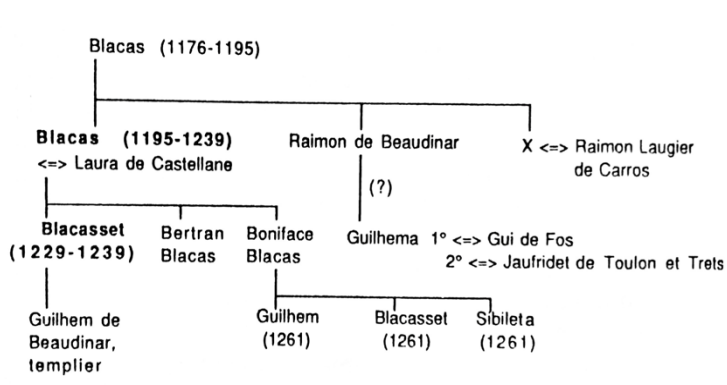 Blacas (1176-1195)
Blacas (1195-1239)
<=> Laura de Castellane
Raimon de Beaudinar
X <=> Raimon Laugier
de Carros
(?)
Blacasset
(1229-1239)
Bertran
Blacas
Boniface
Blacas
Guilhema 1º <=> Gui de Fos
2º <=> Jaufridet de Toulon et Trets
Guilhem de
Beaudinar,
templier
Guilhem
(1261)
Blacasset
(1261)
Sibileta
(1261)